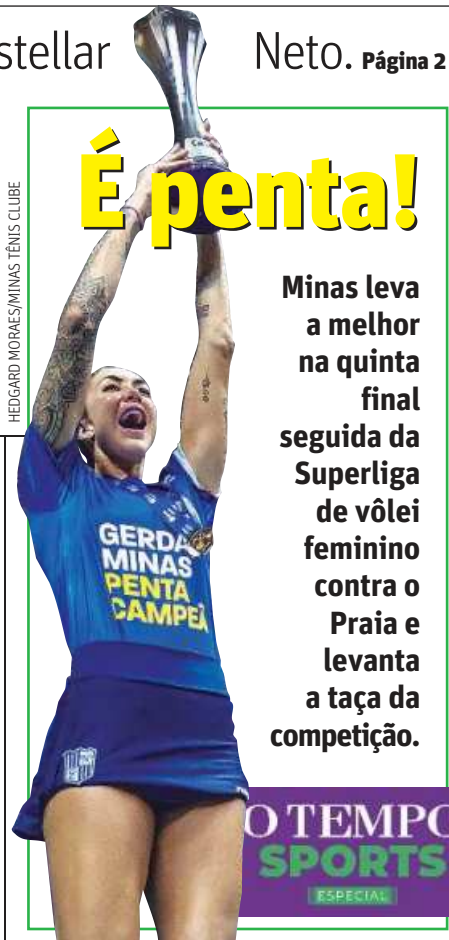 stellar Neto. Página 2
HEDGARD MORAES/MINAS TÊNIS CLUBE
É penta!
Minas leva
a melhor
na quinta
final
seguida da
Superliga
de vôlei
feminino
contra o
Praia e
levanta
a taça da
competição.
GERDA
MINAS
PENTA
CAMPEÃ
O TEMPO
SPORTS
ESPECIAL